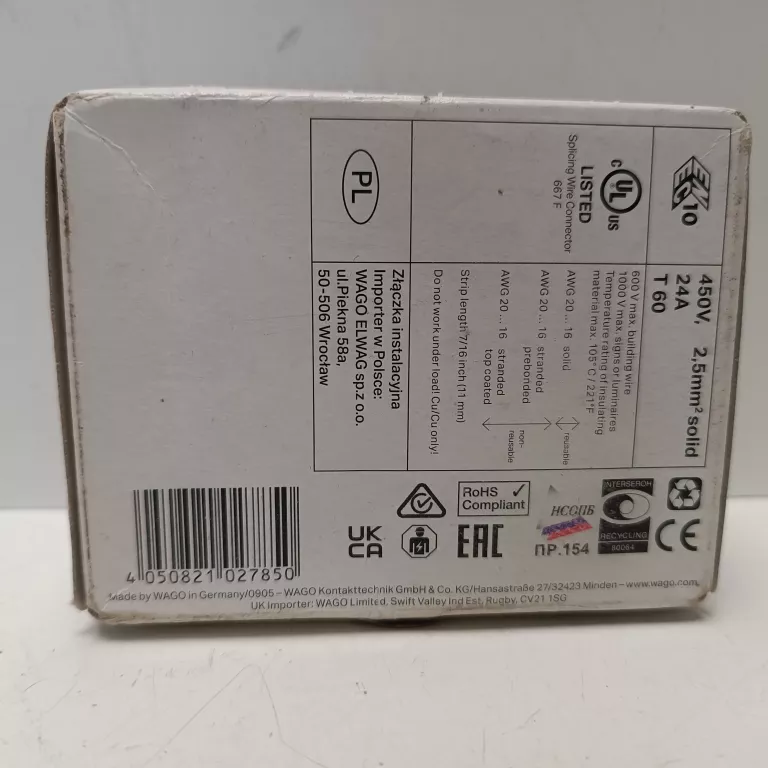 10
450V, 2,5mm² solid
24A
T 60
c UL US
LISTED
Splicing Wire Connector
667 F
600 V max. building wire
1000 V max. signs or luminaires
Temperature rating of insulating
material max. 105°C / 221°F
AWG 20 ... 16 solid
AWG 20 ... 16 stranded
prebonded
AWG 20 ... 16 stranded
top coated
reusable
non-
reusable
Strip length 7/16 inch (11 mm)
Do not work under load! Cu/Cu only!
PL
Złączka instalacyjna
Importer w Polsce:
WAGO ELWAG sp.z o.o.
ul.Piękna 58a,
50-506 Wrocław
RoHS
Compliant
НСОПБ
ПР.154
INTERSEROH
RECYCLING
80084
UK
CA
EAC
CE
4 050821 027850
Made by WAGO in Germany/0905 – WAGO Kontakttechnik GmbH & Co. KG/Hansastraße 27/32423 Minden – www.wago.com
UK Importer: WAGO Limited, Swift Valley Ind Est, Rugby, CV21 1SG